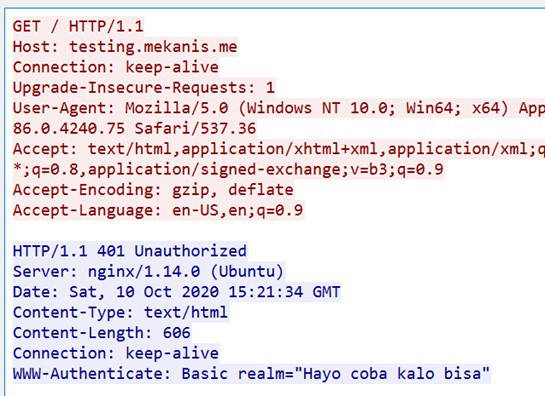 GET / HTTP/1.1
Host: testing.mekanis.me
Connection: keep-alive
Upgrade-Insecure-Requests: 1
User-Agent: Mozilla/5.0 (Windows NT 10.0; Win64; x64) App
86.0.4240.75 Safari/537.36
Accept: text/html,application/xhtml+xml,application/xml;q
*;q=0.8,application/signed-exchange;v=b3;q=0.9
Accept-Encoding: gzip, deflate
Accept-Language: en-US,en;q=0.9
HTTP/1.1 401 Unauthorized
Server: nginx/1.14.0 (Ubuntu)
Date: Sat, 10 Oct 2020 15:21:34 GMT
Content-Type: text/html
Content-Length: 606
Connection: keep-alive
WWW-Authenticate: Basic realm="Hayo coba kalo bisa"